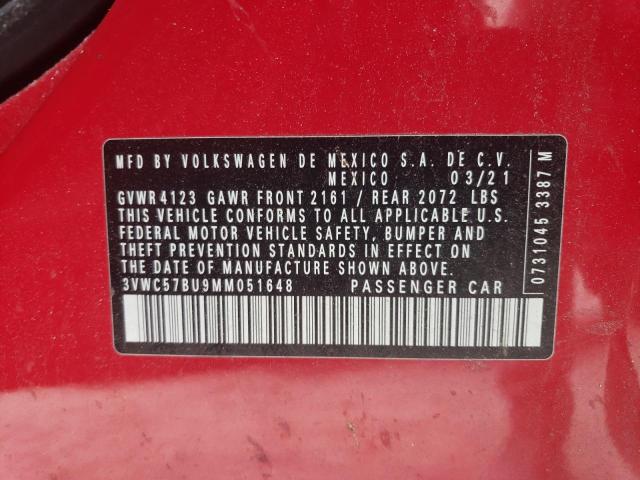 MFD BY VOLKSWAGEN DE MEXICO S.A. DE C.V.
MEXICO 03/21
GVWR 4123 GAWR FRONT 2161 / REAR 2072 LBS
THIS VEHICLE CONFORMS TO ALL APPLICABLE U.S.
FEDERAL MOTOR VEHICLE SAFETY, BUMPER AND
THEFT PREVENTION STANDARDS IN EFFECT ON
THE DATE OF MANUFACTURE SHOWN ABOVE.
3VWC57BU9MM051648 PASSENGER CAR
0731045 3387 M